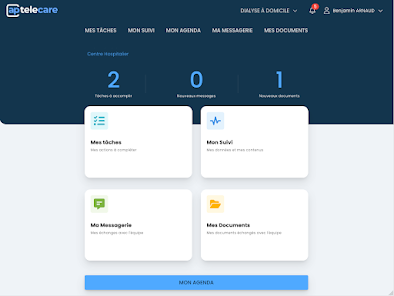 aptelecare
DIALYSE À DOMICILE
5
Benjamin ARNAUD
MES TÂCHES
MON SUIVI
MON AGENDA
MA MESSAGERIE
MES DOCUMENTS
Centre Hospitalier
2
0
1
Tâches à accomplir
Nouveaux messages
Nouveaux documents
Mes tâches
Mes actions à compléter
Mon Suivi
Mes données et mes contenus
Ma Messagerie
Mes échanges avec l'équipe
Mes Documents
Mes documents échangés avec l'équipe
MON AGENDA